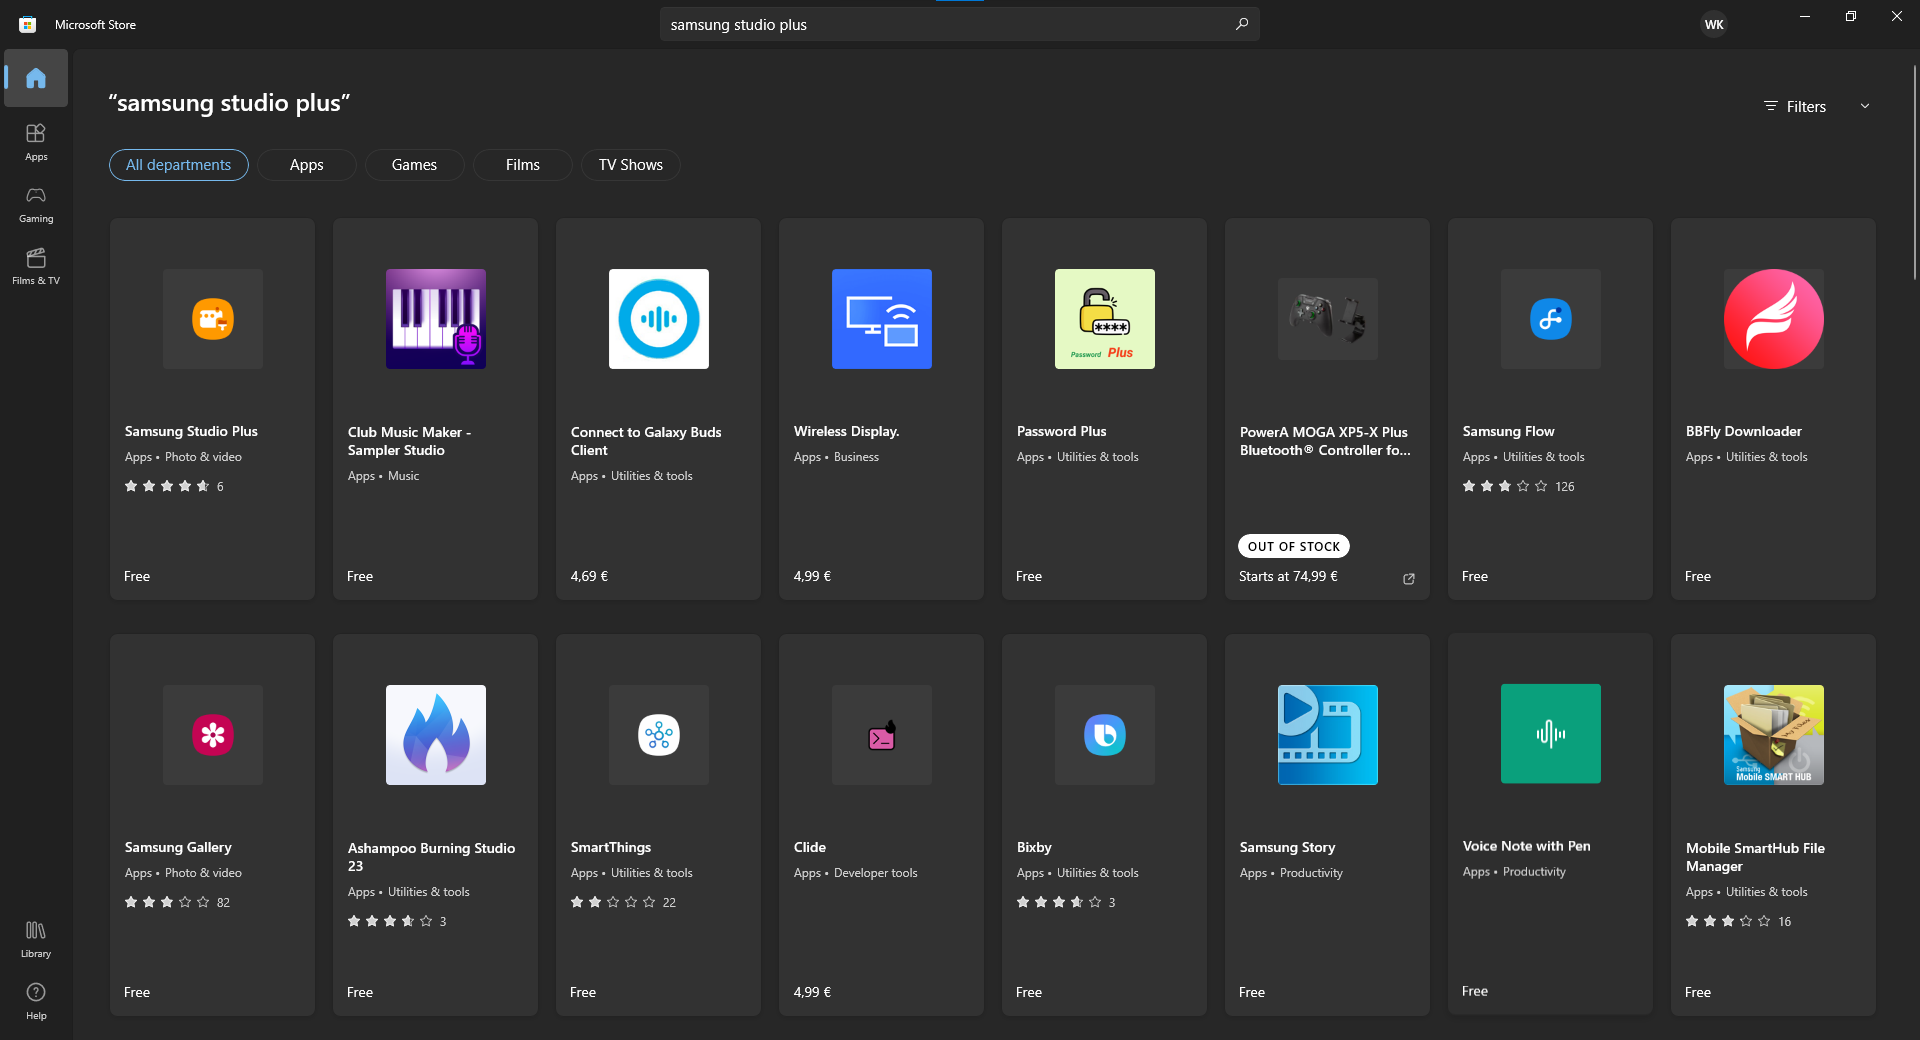 Microsoft Store
samsung studio plus
WK
Apps
Gaming
Films & TV
Library
Help
“samsung studio plus”
Filters
All departments
Apps
Games
Films
TV Shows
Samsung Studio Plus
Apps • Photo & video
6
Free
Club Music Maker -
Sampler Studio
Apps • Music
Free
Connect to Galaxy Buds
Client
Apps • Utilities & tools
4,69 €
Wireless Display.
Apps • Business
4,99 €
****
Password Plus
Password Plus
Apps • Utilities & tools
Free
PowerA MOGA XP5-X Plus
Bluetooth® Controller fo...
OUT OF STOCK
Starts at 74,99 €
Samsung Flow
Apps • Utilities & tools
126
Free
BBFly Downloader
Apps • Utilities & tools
Free
Samsung Gallery
Apps • Photo & video
82
Free
Ashampoo Burning Studio
23
Apps • Utilities & tools
3
Free
SmartThings
Apps • Utilities & tools
22
Free
Clide
Apps • Developer tools
4,99 €
Bixby
Apps • Utilities & tools
3
Free
Samsung Story
Apps • Productivity
Free
Voice Note with Pen
Apps • Productivity
Free
Samsung
Mobile SMART HUB
Mobile SmartHub File
Manager
Apps • Utilities & tools
16
Free